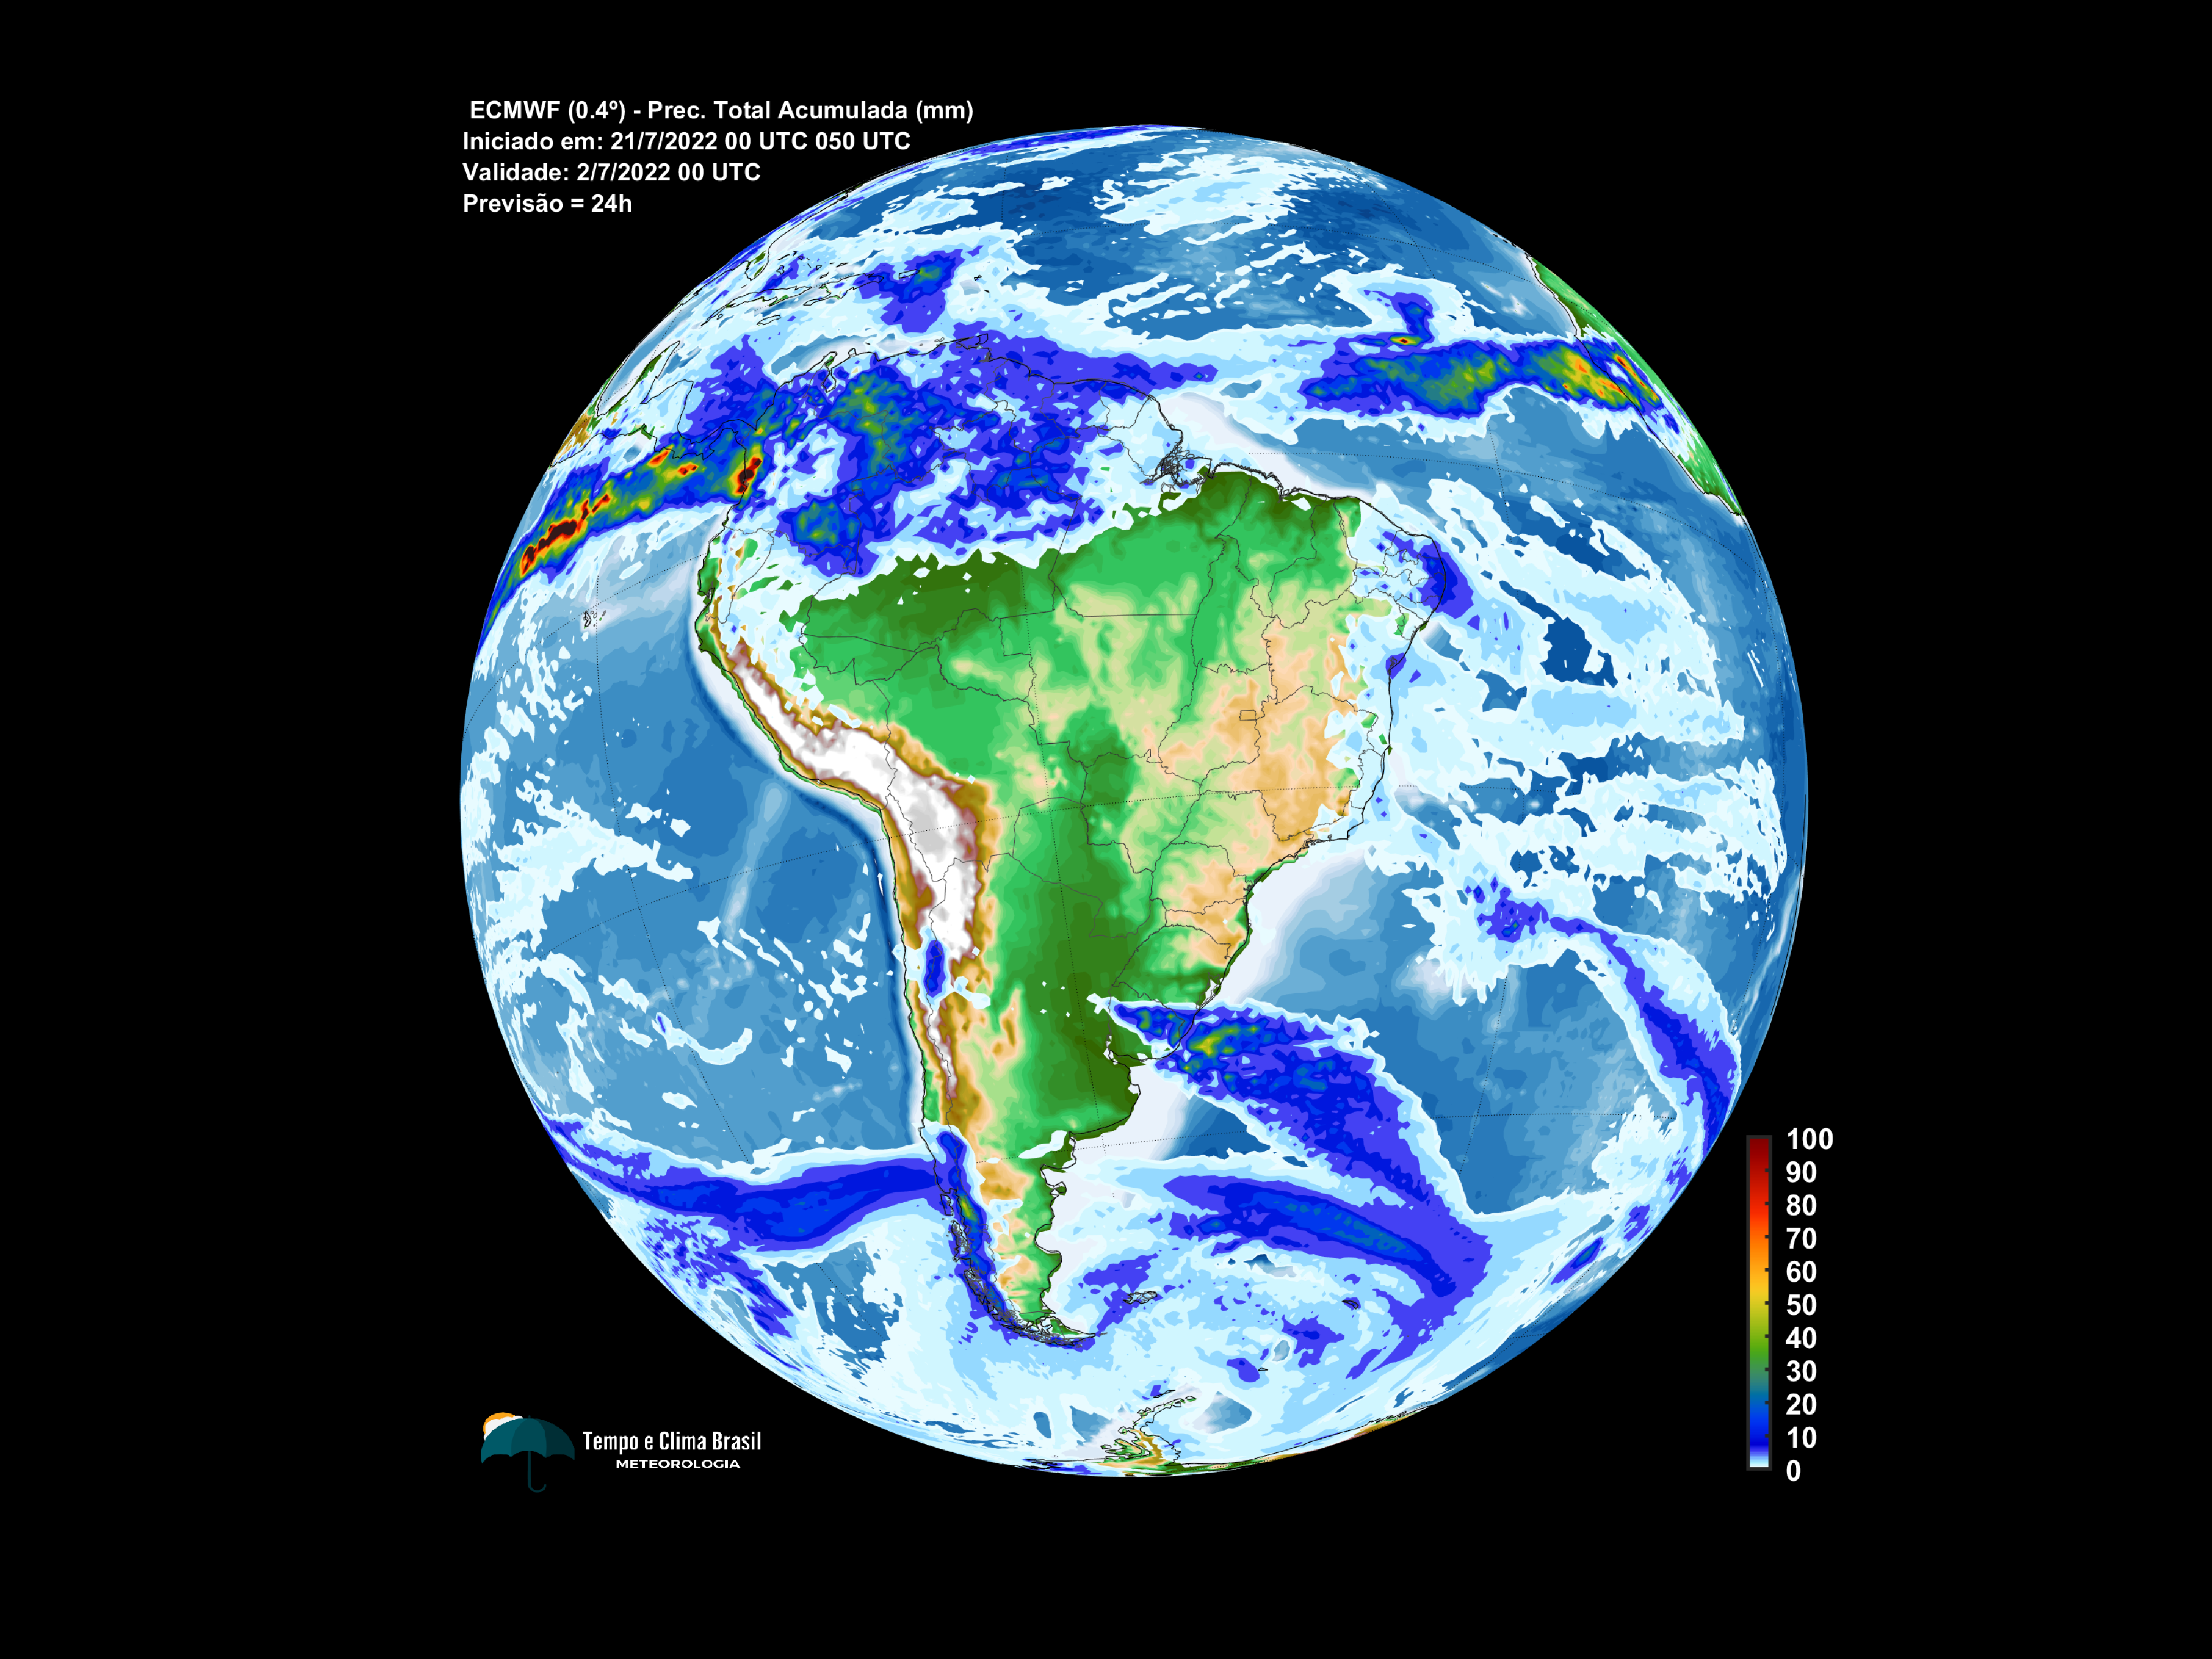 ECMWF (0.4º) - Prec. Total Acumulada (mm)
Iniciado em: 21/7/2022 00 UTC 050 UTC
Validade: 2/7/2022 00 UTC
Previsão = 24h
100
90
80
70
60
50
40
30
20
10
0
Tempo e Clima Brasil
METEOROLOGIA